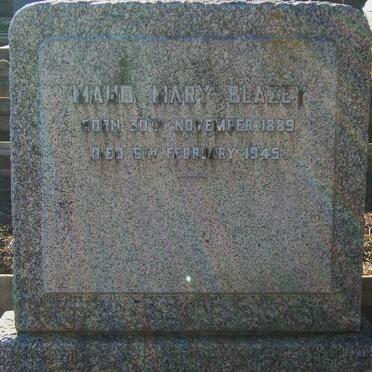 MAUD MARY BLAZEY
BORN 30TH NOVEMBER 1889
DIED 6TH FEBRUARY 1945